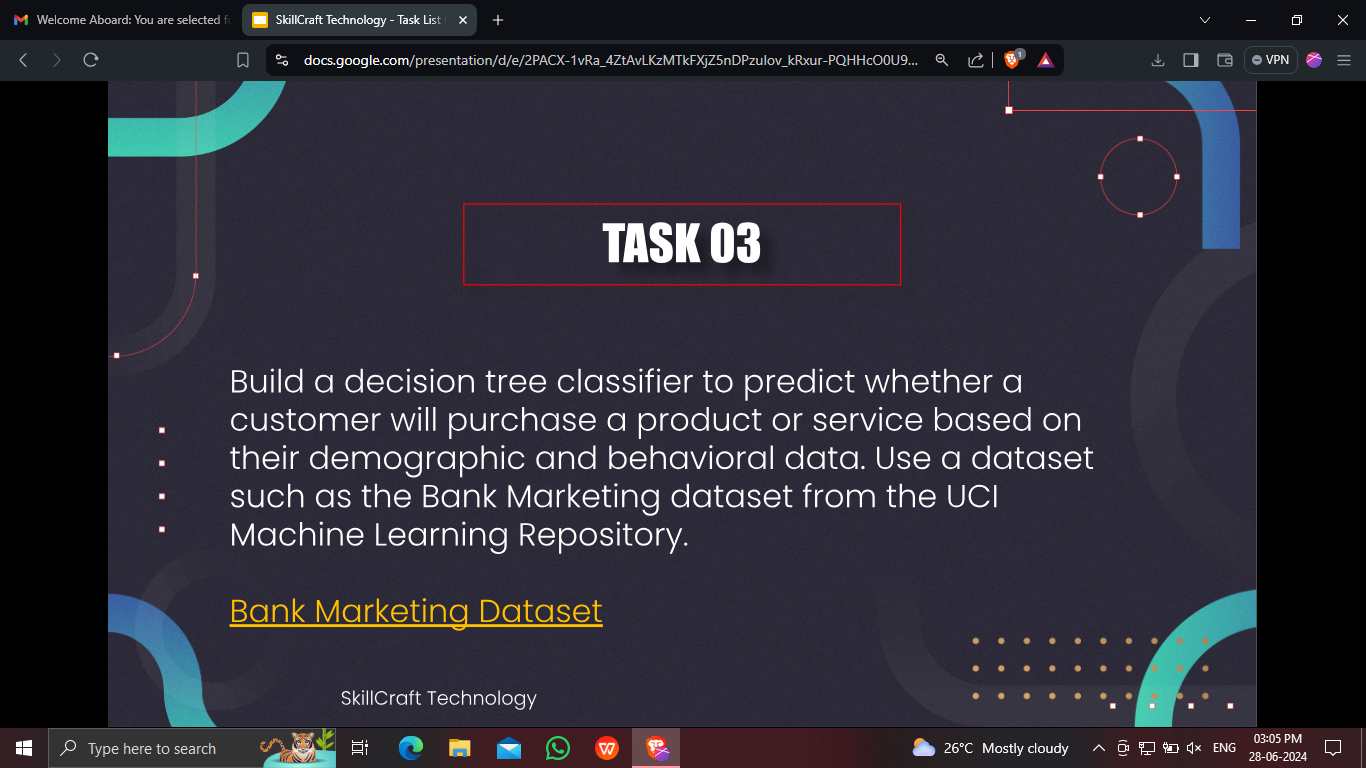 Welcome Aboard: You are selected f
SkillCraft Technology - Task List
docs.google.com/presentation/d/e/2PACX-1vRa_4ZtAvLKzMTkFXjZ5nDPzulov_kRxur-PQHHcO0U9...
1
VPN
TASK 03
Build a decision tree classifier to predict whether a
customer will purchase a product or service based on
their demographic and behavioral data. Use a dataset
such as the Bank Marketing dataset from the UCI
Machine Learning Repository.
Bank Marketing Dataset
SkillCraft Technology
Type here to search
26°C Mostly cloudy
ENG
03:05 PM
28-06-2024